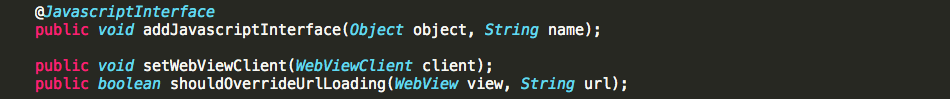 @JavascriptInterface
public void addJavascriptInterface(Object object, String name);
public void setWebViewClient(WebViewClient client);
public boolean shouldOverrideUrlLoading(WebView view, String url);